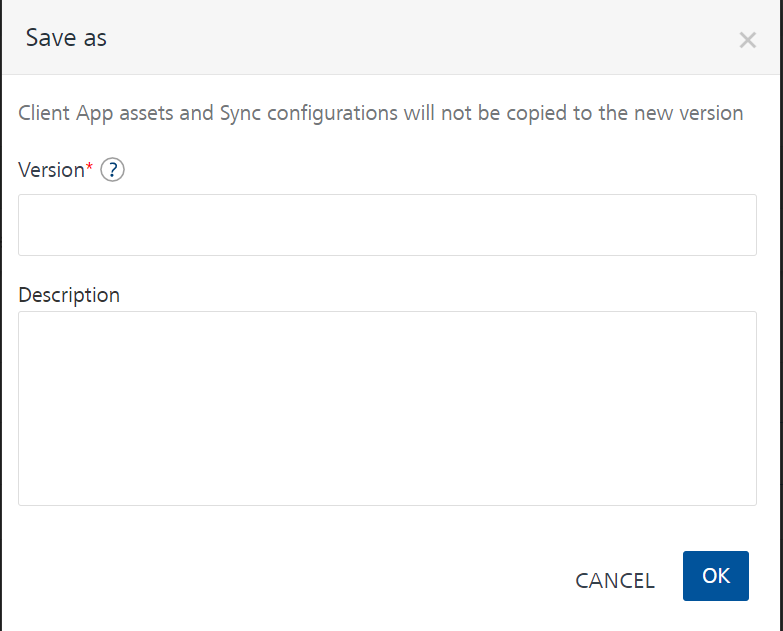 Save as
Client App assets and Sync configurations will not be copied to the new version
Version* ?
Description
CANCEL OK